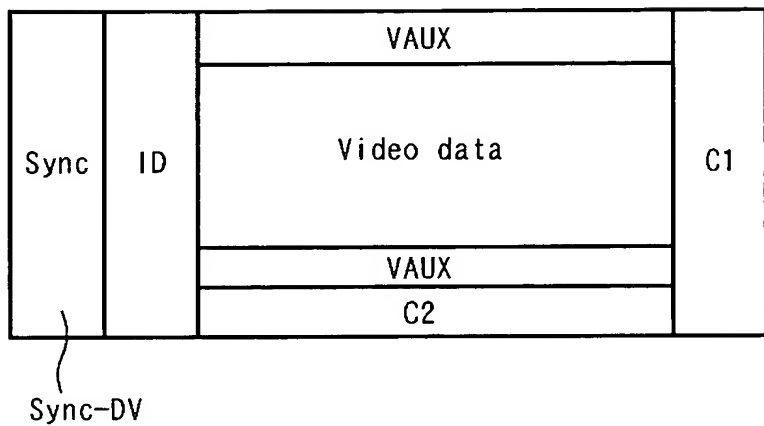 VAUX
Sync
ID
Video data
C1
VAUX
C2
Sync-DV